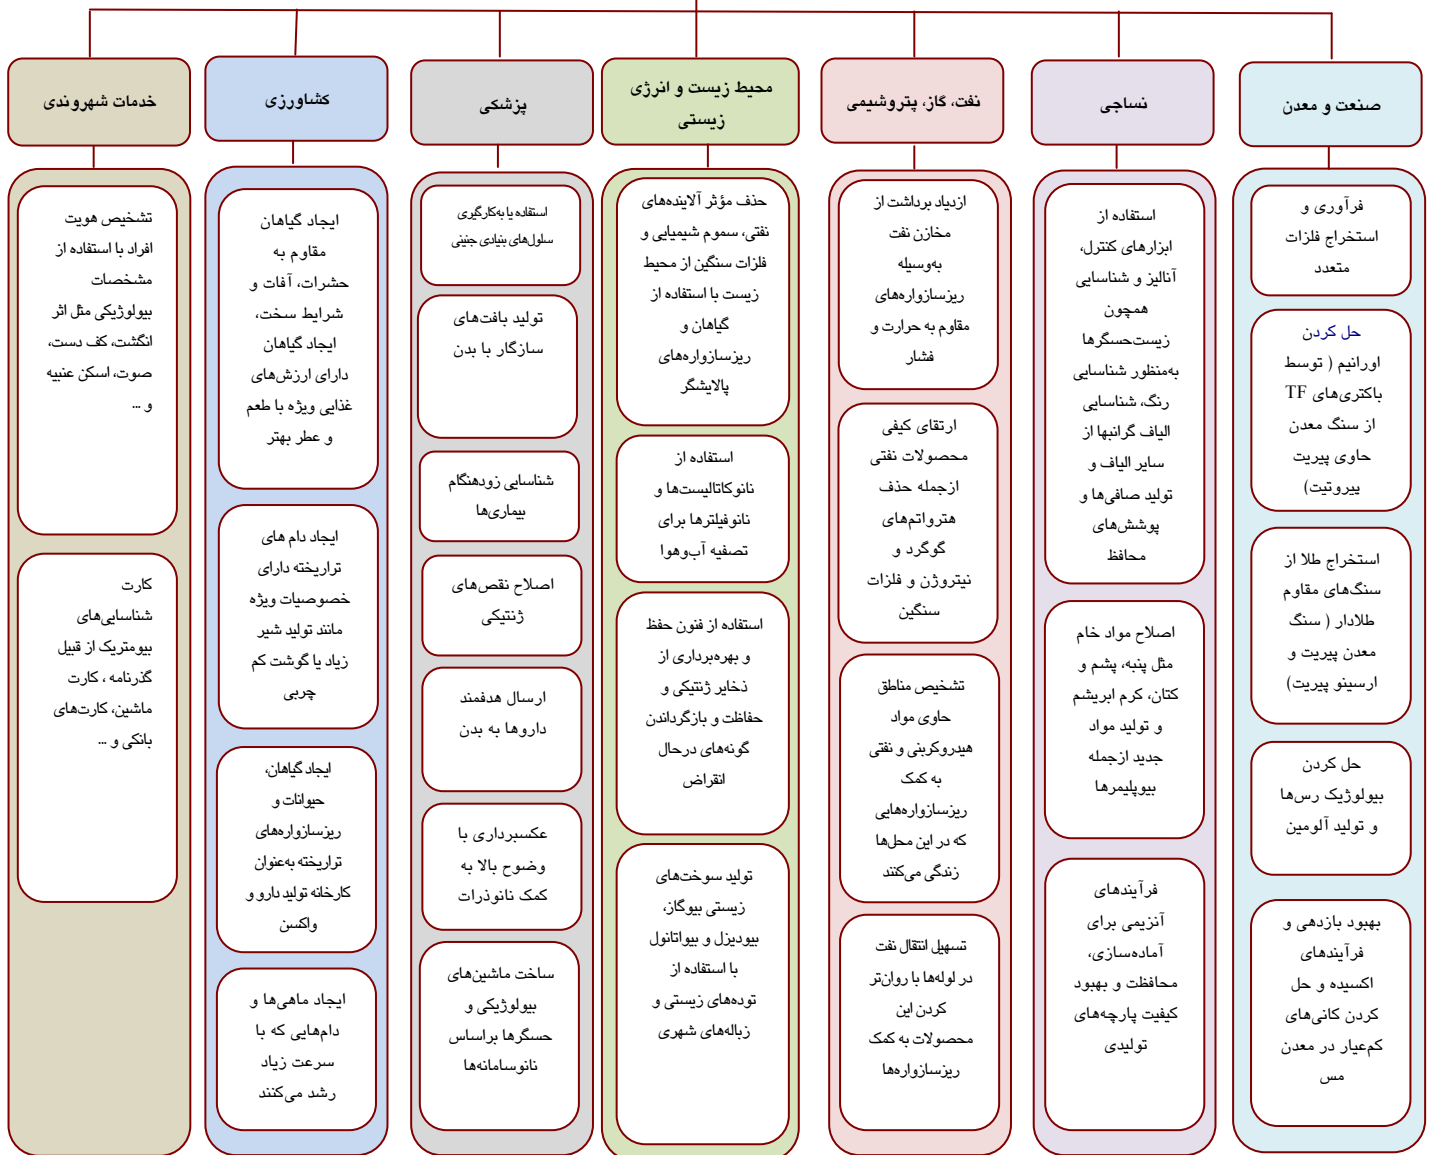 صنعت و معدن
فرآوری و
استخراج فلزات
متعدد
حل کردن
اورانیم ( توسط
باکتری‌های TF
از سنگ معدن
حاوی پیریت
پیروتیت)
استخراج طلا از
سنگ‌های مقاوم
طلادار ( سنگ
معدن پیریت و
ارسینو پیریت)
حل کردن
بیولوژیک رس‌ها
و تولید آلومین
بهبود بازدهی و
فرآیندهای
اکسیده و حل
کردن کانی‌های
کم‌عیار در معدن
مس
نساجی
استفاده از
ابزارهای کنترل،
آنالیز و شناسایی
همچون
زیست‌حسگرها
به‌منظور شناسایی
رنگ، شناسایی
الیاف گرانبها از
سایر الیاف و
تولید صافی‌ها و
پوشش‌های
محافظ
اصلاح مواد خام
مثل پنبه، پشم و
کتان، کرم ابریشم
و تولید مواد
جدید ازجمله
بیوپلیمرها
فرآیندهای
آنزیمی برای
آماده‌سازی،
محافظت و بهبود
کیفیت پارچه‌های
تولیدی
نفت، گاز، پتروشیمی
ازدیاد برداشت از
مخازن نفت
به‌وسیله
ریزسازواره‌های
مقاوم به حرارت و
فشار
ارتقای کیفی
محصولات نفتی
ازجمله حذف
هترواتم‌های
گوگرد و
نیتروژن و فلزات
سنگین
تشخیص مناطق
حاوی مواد
هیدروکربنی و نفتی
به کمک
ریزسازواره‌هایی
که در این محل‌ها
زندگی می‌کنند
تسهیل انتقال نفت
در لوله‌ها با روان‌تر
کردن این
محصولات به کمک
ریزسازواره‌ها
محیط زیست و انرژی
زیستی
حذف مؤثر آلاینده‌های
نفتی، سموم شیمیایی و
فلزات سنگین از محیط
زیست با استفاده از
گیاهان و
ریزسازواره‌های
پالایشگر
استفاده از
نانوکاتالیست‌ها و
نانوفیلترها برای
تصفیه آب‌وهوا
استفاده از فنون حفظ
و بهره‌برداری از
ذخایر ژنتیکی و
حفاظت و بازگرداندن
گونه‌های درحال
انقراض
تولید سوخت‌های
زیستی بیوگاز،
بیودیزل و بیواتانول
با استفاده از
توده‌های زیستی و
زباله‌های شهری
پزشکی
استفاده یا به‌کارگیری
سلول‌های بنیادی جنینی
تولید بافت‌های
سازگار با بدن
شناسایی زودهنگام
بیماری‌ها
اصلاح نقص‌های
ژنتیکی
ارسال هدفمند
داروها به بدن
عکسبرداری با
وضوح بالا به
کمک نانوذرات
ساخت ماشین‌های
بیولوژیکی و
حسگرها براساس
نانوسامانه‌ها
کشاورزی
ایجاد گیاهان
مقاوم به
حشرات، آفات و
شرایط سخت،
ایجاد گیاهان
دارای ارزش‌های
غذایی ویژه با طعم
و عطر بهتر
ایجاد دام های
تراریخته دارای
خصوصیات ویژه
مانند تولید شیر
زیاد یا گوشت کم
چربی
ایجاد گیاهان،
حیوانات و
ریزسازواره‌های
تراریخته به‌عنوان
کارخانه تولید دارو و
واکسن
ایجاد ماهی‌ها و
دام‌هایی که با
سرعت زیاد
رشد می‌کنند
خدمات شهروندی
تشخیص هویت
افراد با استفاده از
مشخصات
بیولوژیکی مثل اثر
انگشت، کف دست،
صوت، اسکن عنبیه
و ...
کارت
شناسایی‌های
بیومتریک از قبیل
گذرنامه ، کارت
ماشین، کارت‌های
بانکی و ...